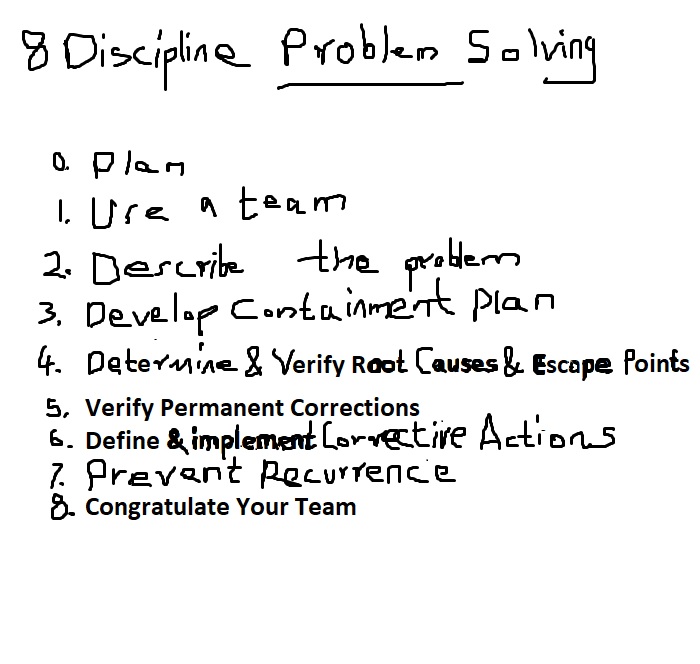 8 Discipline Problem Solving
0. Plan
1. Use a team
2. Describe the problem
3. Develop Containment Plan
4. Determine & Verify Root Causes & Escape Points
5. Verify Permanent Corrections
6. Define & implement Corrective Actions
7. Prevent Recurrence
8. Congratulate Your Team